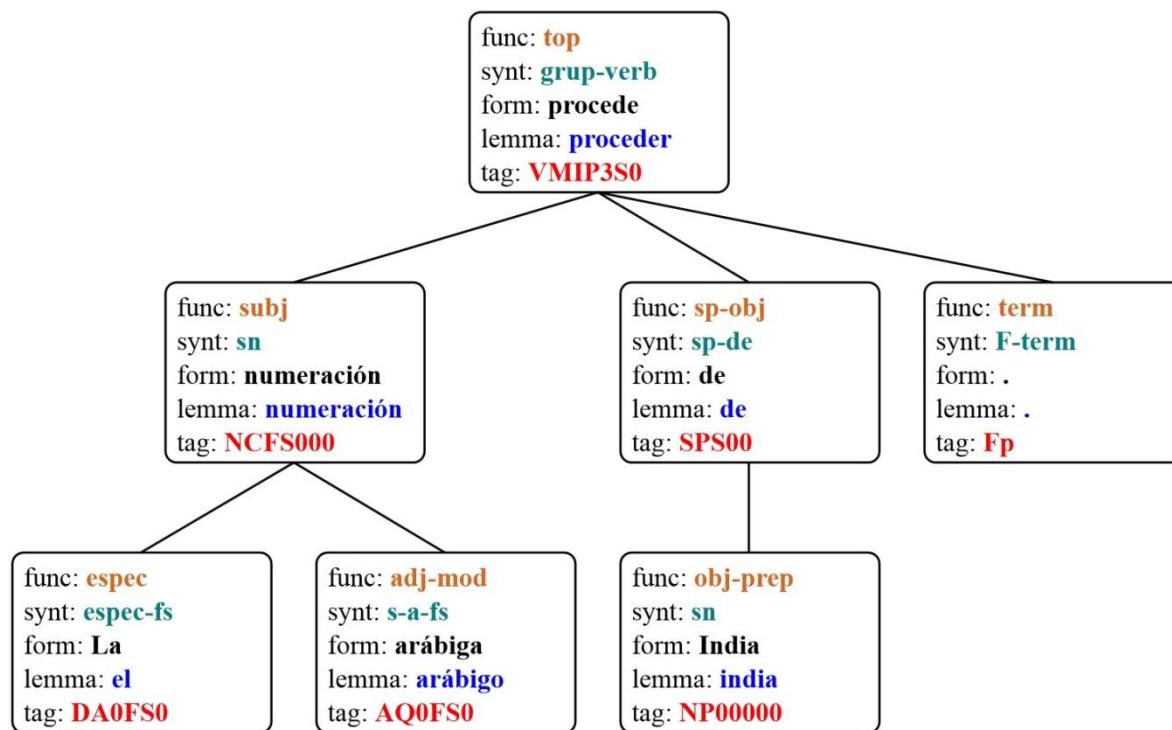 func: top
synt: grup-verb
form: procede
lemma: proceder
tag: VMIP3S0
func: subj
synt: sn
form: numeración
lemma: numeración
tag: NCFS000
func: sp-obj
synt: sp-de
form: de
lemma: de
tag: SPS00
func: term
synt: F-term
form: .
lemma: .
tag: Fp
func: espec
synt: espec-fs
form: La
lemma: el
tag: DA0FS0
func: adj-mod
synt: s-a-fs
form: arábiga
lemma: arábigo
tag: AQ0FS0
func: obj-prep
synt: sn
form: India
lemma: india
tag: NP00000